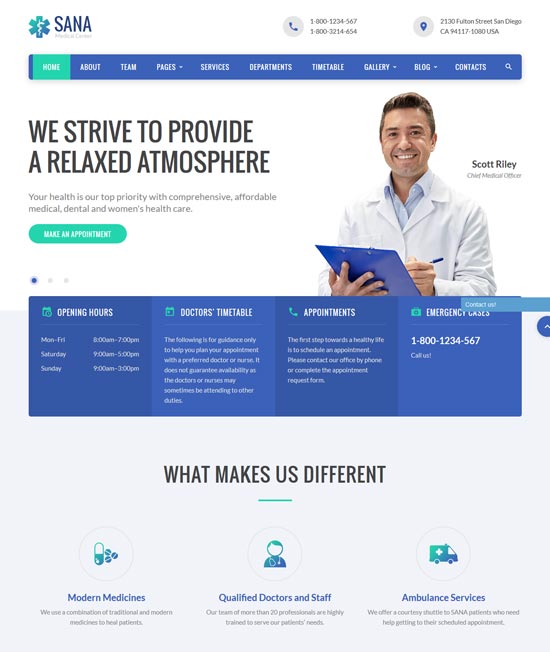 SANA
Medical Center
1-800-1234-567
1-800-3214-654
2130 Fulton Street San Diego
CA 94117-1080 USA
HOME ABOUT TEAM PAGES SERVICES DEPARTMENTS TIMETABLE GALLERY BLOG CONTACTS
WE STRIVE TO PROVIDE
A RELAXED ATMOSPHERE
Your health is our top priority with comprehensive, affordable
medical, dental and women's health care.
MAKE AN APPOINTMENT
Scott Riley
Chief Medical Officer
Contact us!
OPENING HOURS
Mon–Fri 8:00am–7:00pm
Saturday 9:00am–5:00pm
Sunday 9:00am–3:00pm
DOCTORS' TIMETABLE
The following is for guidance only
to help you plan your appointment
with a preferred doctor or nurse. It
does not guarantee availability as
the doctors or nurses may
sometimes be attending to other
duties.
APPOINTMENTS
The first step towards a healthy life
is to schedule an appointment.
Please contact our office by phone
or complete the appointment
request form.
EMERGENCY CASES
1-800-1234-567
Call us!
WHAT MAKES US DIFFERENT
Modern Medicines
We use a combination of traditional and modern
medicines to heal patients.
Qualified Doctors and Staff
Our team of more than 20 professionals are highly
trained to serve our patients' needs.
Ambulance Services
We offer a courtesy shuttle to SANA patients who need
help getting to their scheduled appointment.